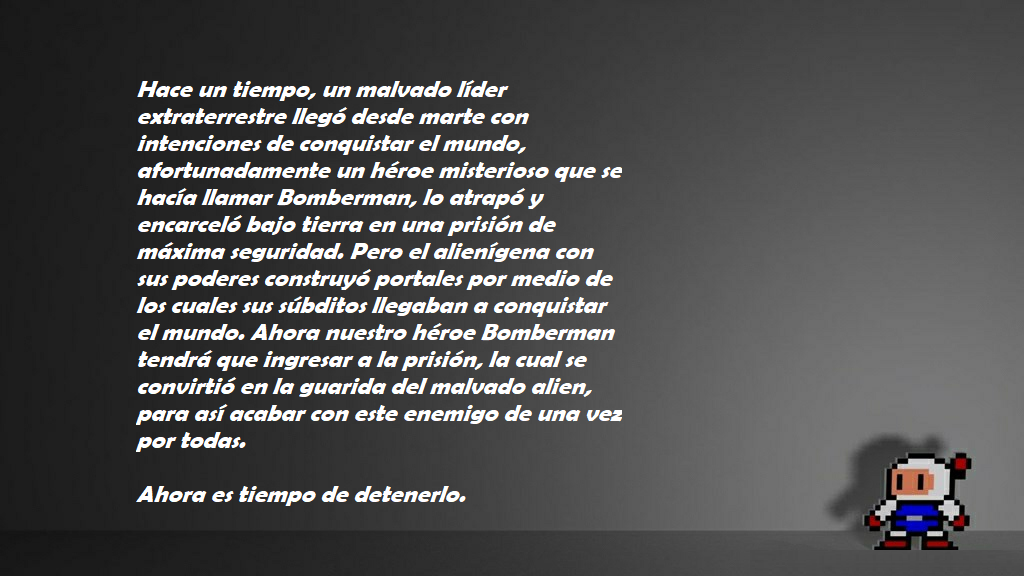 Hace un tiempo, un malvado líder
extraterrestre llegó desde marte con
intenciones de conquistar el mundo,
afortunadamente un héroe misterioso que se
hacía llamar Bomberman, lo atrapó y
encarceló bajo tierra en una prisión de
máxima seguridad. Pero el alienígena con
sus poderes construyó portales por medio de
los cuales sus súbditos llegaban a conquistar
el mundo. Ahora nuestro héroe Bomberman
tendrá que ingresar a la prisión, la cual se
convirtió en la guarida del malvado alien,
para así acabar con este enemigo de una vez
por todas.

Ahora es tiempo de detenerlo.